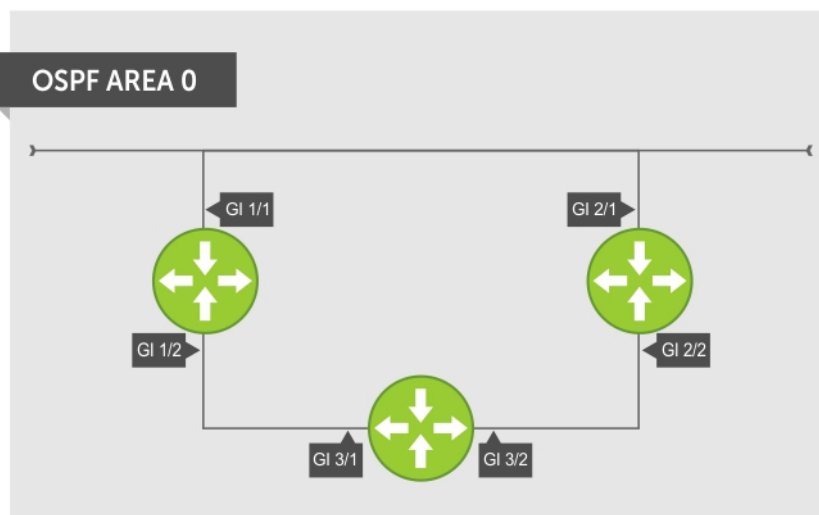 OSPF AREA 0
GI 1/1
GI 2/1
GI 1/2
GI 2/2
GI 3/1
GI 3/2